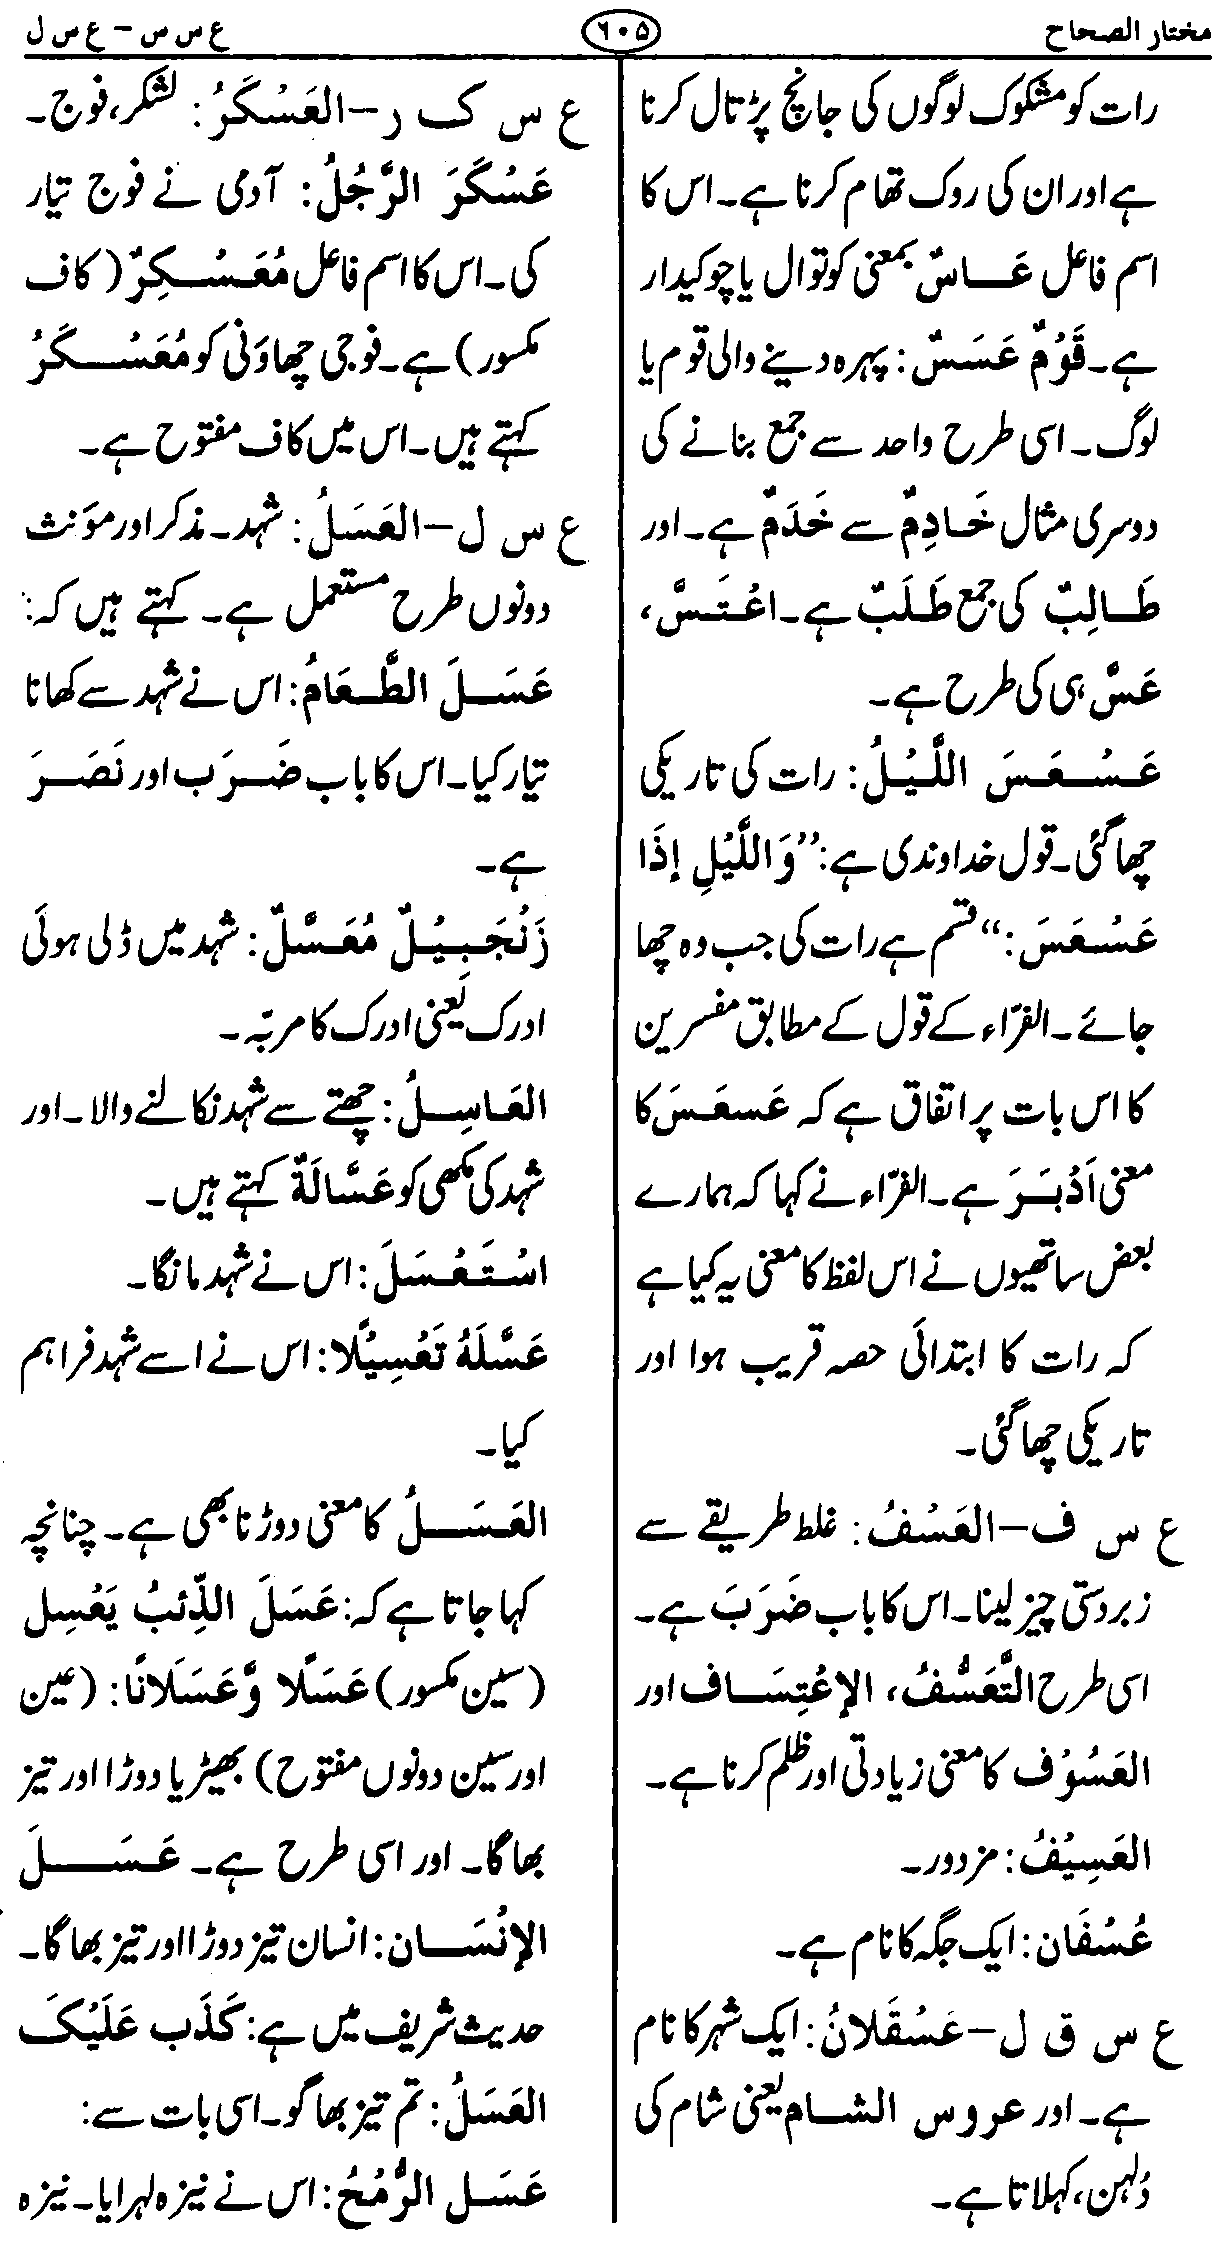 مختار الصحاح
۶۰۵
ع س س – ع س ل
رات کو مشکوک لوگوں کی جانچ پڑتال کرنا
ہے اور ان کی روک تھام کرنا ہے۔ اس کا
اسم فاعل عَاسٌ بمعنی کوتوال یا چوکیدار
ہے۔ قَوْمٌ عَسَسٌ: پہرہ دینے والی قوم یا
لوگ۔ اسی طرح واحد سے جمع بنانے کی
دوسری مثال خَادِمٌ سے خَدَمٌ ہے۔ اور
طَالِبٌ کی جمع طَلَبٌ ہے۔ اعْتَسَّ،
عَسَّ ہی کی طرح ہے۔
عَسْعَسَ اللَّيْلُ: رات کی تاریکی
چھا گئی۔ قول خداوندی ہے: ’’وَاللَّيْلِ إِذَا
عَسْعَسَ:‘‘ قسم ہے رات کی جب وہ چھا
جائے۔ الفرّاء کے قول کے مطابق مفسرین
کا اس بات پر اتفاق ہے کہ عَسعَسَ کا
معنی اَدْبَرَ ہے۔ الفرّاء نے کہا کہ ہمارے
بعض ساتھیوں نے اس لفظ کا معنی یہ کیا ہے
کہ رات کا ابتدائی حصہ قریب ہوا اور
تاریکی چھا گئی۔
ع س ف – العَسْفُ: غلط طریقے سے
زبردستی چیز لینا۔ اس کا باب ضَرَبَ ہے۔
اسی طرح التَّعَسُّفُ، الإعْتِسَاف اور
العَسُوْف کا معنی زیادتی اور ظلم کرنا ہے۔
العَسِيْفُ: مزدور۔
عُسْفَان: ایک جگہ کا نام ہے۔
ع س ق ل – عَسْقَلانُ: ایک شہر کا نام
ہے۔ اور عروس الشام یعنی شام کی
دُلہن، کہلاتا ہے۔
ع س ک ر – العَسْكَرُ: لشکر، فوج۔
عَسْكَرَ الرَّجُلُ: آدمی نے فوج تیار
کی۔ اس کا اسم فاعل مُعَسْكِرٌ (کاف
مکسور) ہے۔ فوجی چھاؤنی کو مُعَسْكَرُ
کہتے ہیں۔ اس میں کاف مفتوح ہے۔
ع س ل – العَسَلُ: شہد۔ مذکر اور مونث
دونوں طرح مستعمل ہے۔ کہتے ہیں کہ:
عَسَلَ الطَّعَامُ: اس نے شہد سے کھانا
تیار کیا۔ اس کا باب ضَرَب اور نَصَرَ
ہے۔
زَنْجَبِيْلٌ مُعَسَّلٌ: شہد میں ڈلی ہوئی
ادرک یعنی ادرک کا مربّہ۔
العَاسِلُ: چھتے سے شہد نکالنے والا۔ اور
شہد کی مکھی کو عَسَّالَةٌ کہتے ہیں۔
اسْتَعْسَلَ: اس نے شہد مانگا۔
عَسَّلَهُ تَعْسِيْلًا: اس نے اسے شہد فراہم
کیا۔
العَسَلُ کا معنی دوڑنا بھی ہے۔ چنانچہ
کہا جاتا ہے کہ: عَسَلَ الذِّئبُ يَعْسِل
(سین مکسور) عَسَلًا وَّعَسَلَانًا: (عین
اور سین دونوں مفتوح) بھیڑیا دوڑا اور تیز
بھاگا۔ اور اسی طرح ہے۔ عَسَلَ
الإنْسَان: انسان تیز دوڑا اور تیز بھاگا۔
حدیث شریف میں ہے: كَذَب عَلَيْكَ
العَسَلُ: تم تیز بھاگو۔ اسی بات سے:
عَسَل الرُّمْحُ: اس نے نیزہ لہرایا۔ نیزہ